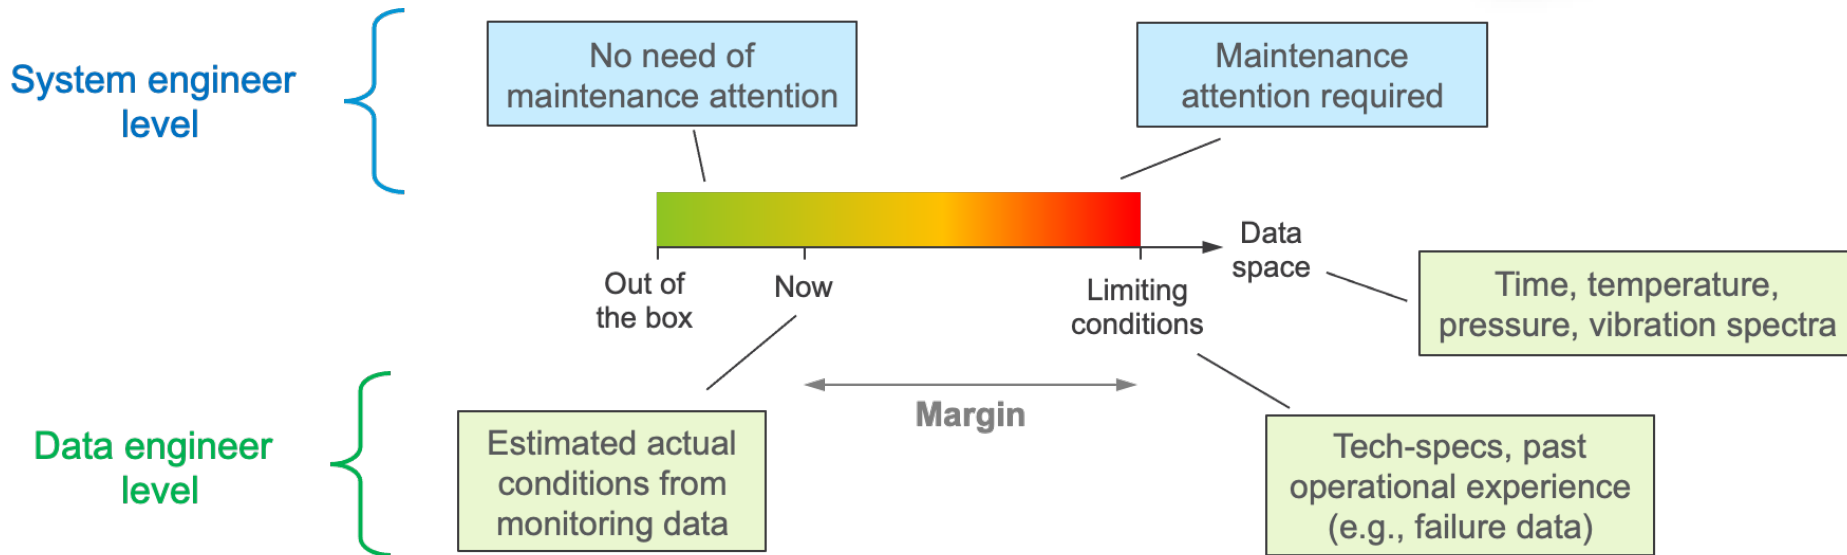 System engineer
level
No need of
maintenance attention
Maintenance
attention required
Out of
the box
Now
Limiting
conditions
Data
space
Time, temperature,
pressure, vibration spectra
Margin
Data engineer
level
Estimated actual
conditions from
monitoring data
Tech-specs, past
operational experience
(e.g., failure data)